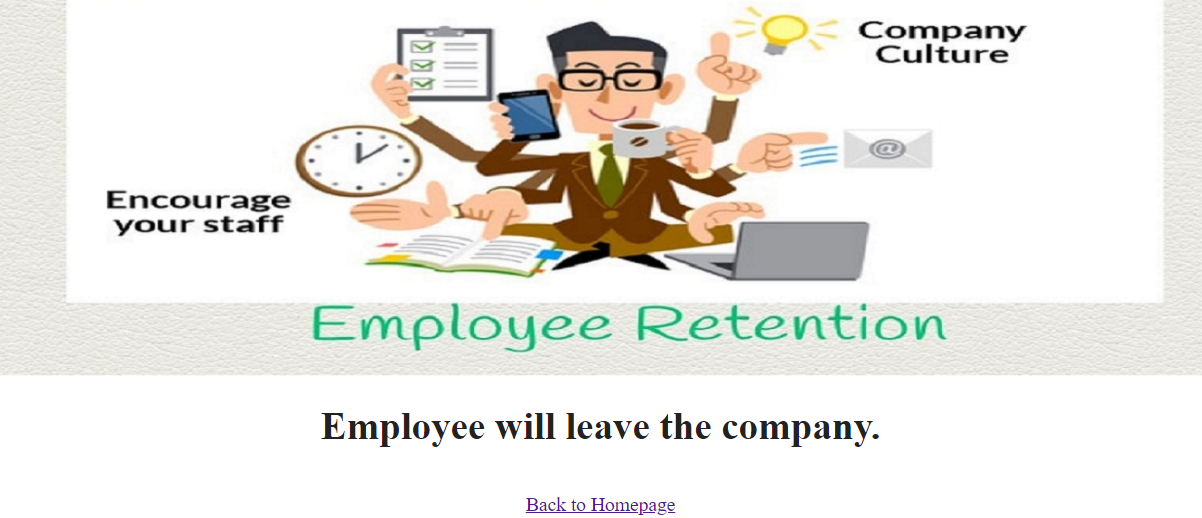 Company
Culture
@
Encourage
your staff
Employee Retention
Employee will leave the company.
Back to Homepage